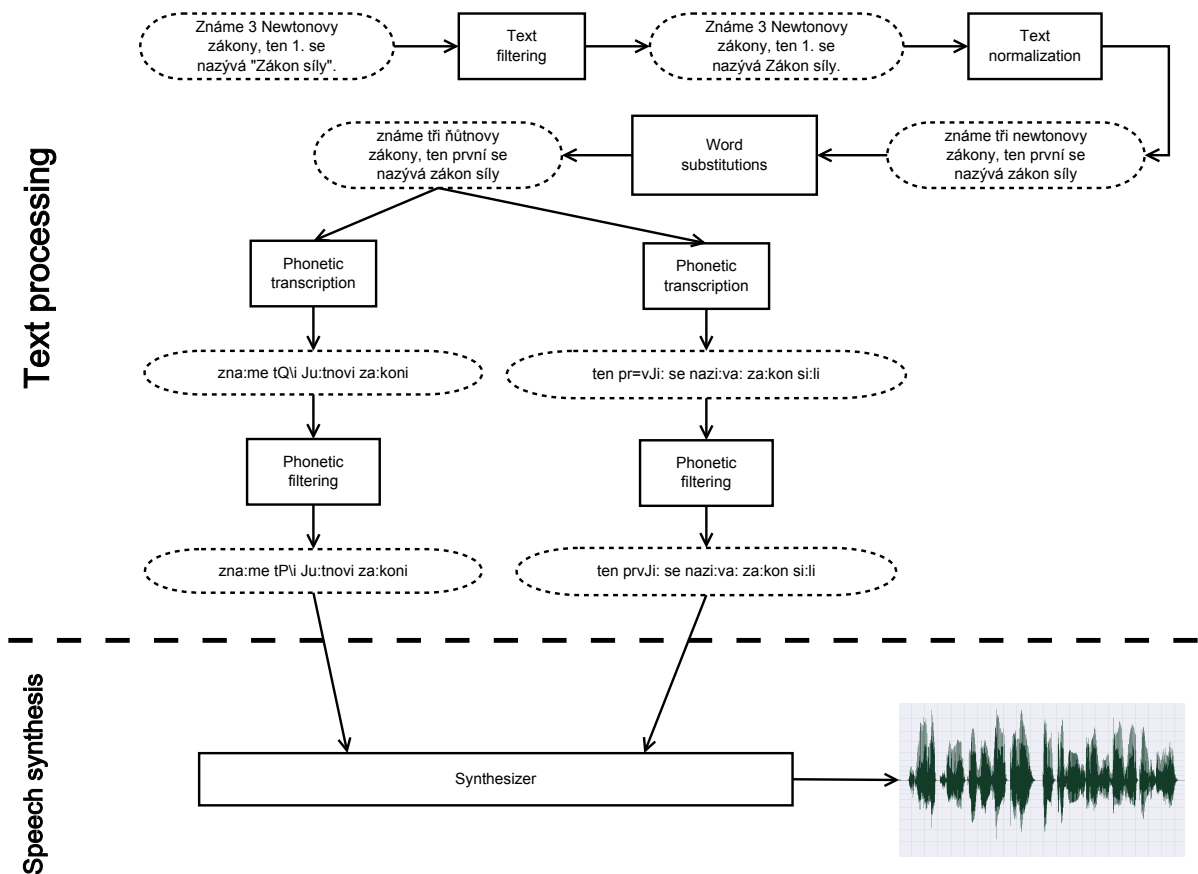 Známe 3 Newtonovy
zákony, ten 1. se
nazývá "Zákon síly".
Text
filtering
Známe 3 Newtonovy
zákony, ten 1. se
nazývá Zákon síly.
Text
normalization
známe tři newtonovy
zákony, ten první se
nazývá zákon síly
Word
substitutions
známe tři ňůtnovy
zákony, ten první se
nazývá zákon síly
Text processing
Phonetic
transcription
Phonetic
transcription
zna:me tQ\i Ju:tnovi za:koni
ten pr=vJi: se nazi:va: za:kon si:li
Phonetic
filtering
Phonetic
filtering
zna:me tP\i Ju:tnovi za:koni
ten prvJi: se nazi:va: za:kon si:li
Speech synthesis
Synthesizer